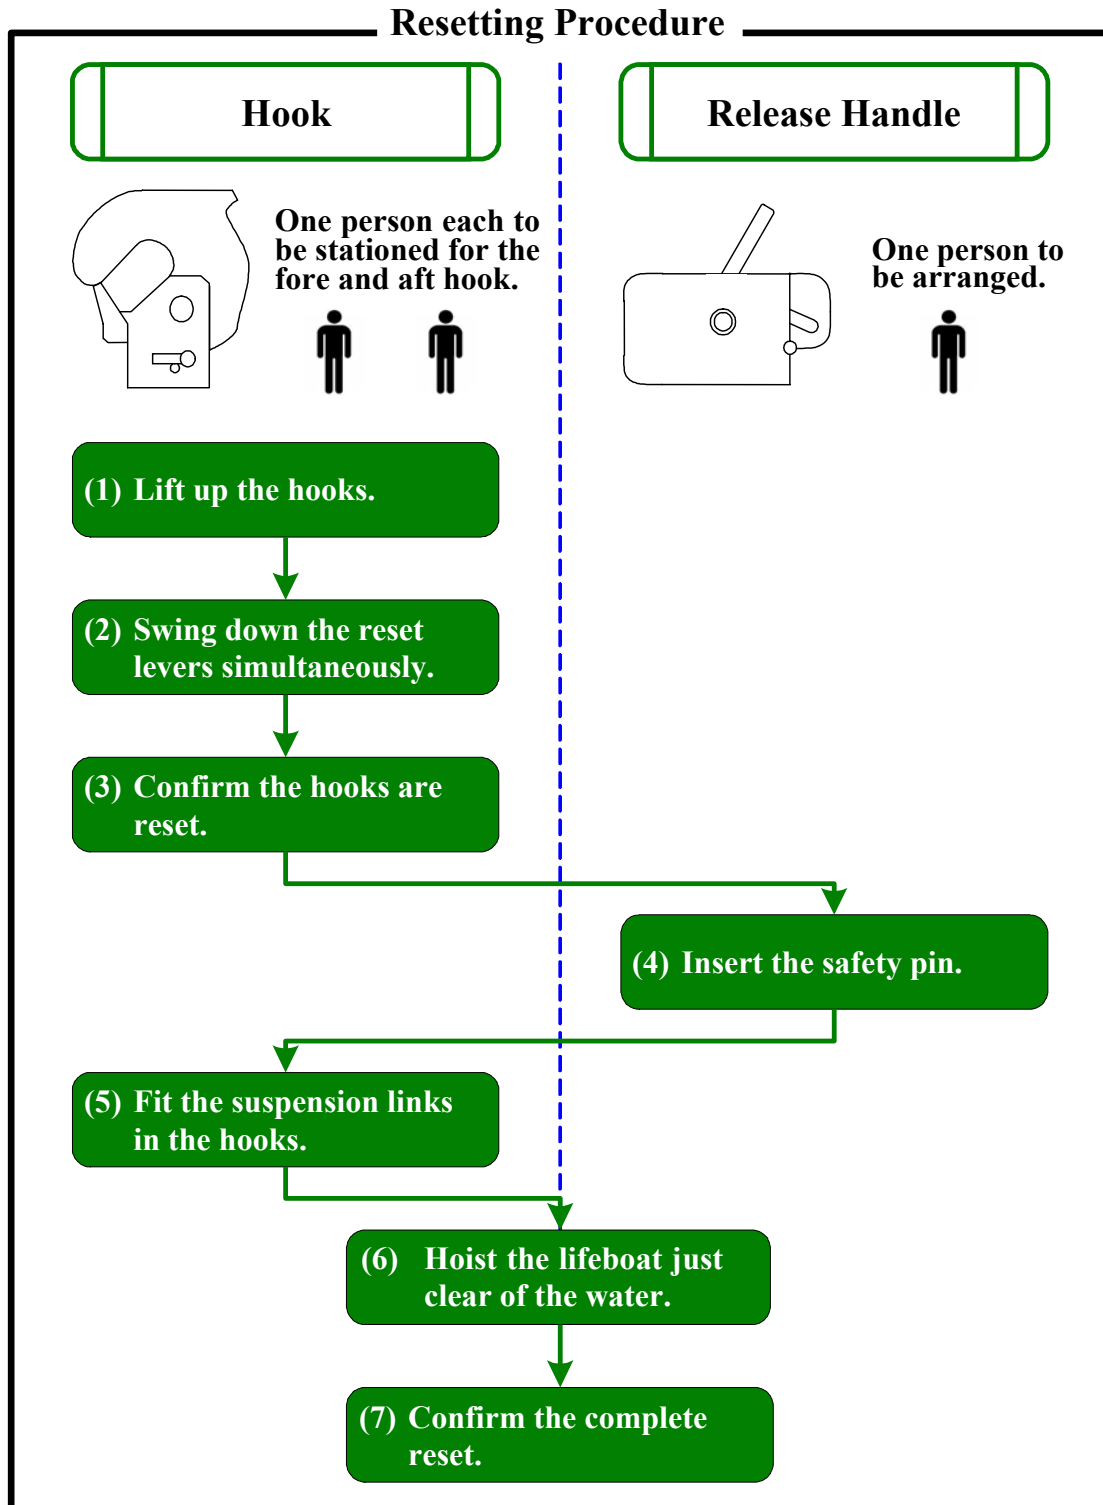 Resetting Procedure
Hook
Release Handle
One person each to
be stationed for the
fore and aft hook.
One person to
be arranged.
(1) Lift up the hooks.
(2) Swing down the reset
levers simultaneously.
(3) Confirm the hooks are
reset.
(4) Insert the safety pin.
(5) Fit the suspension links
in the hooks.
(6) Hoist the lifeboat just
clear of the water.
(7) Confirm the complete
reset.